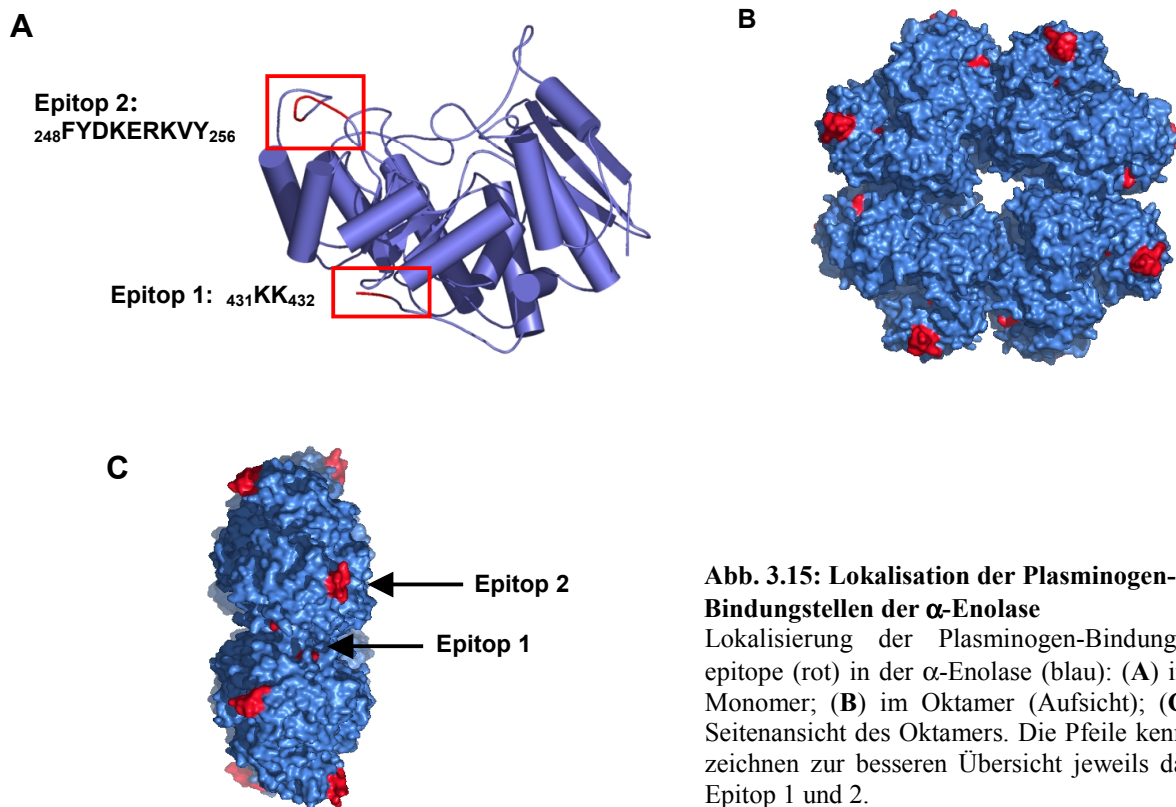 A
Epitop 2:
248FYDKERKVY256
Epitop 1: 431KK432
B
C
Epitop 2
Epitop 1
Abb. 3.15: Lokalisation der Plasminogen-
Bindungstellen der α-Enolase
Lokalisierung der Plasminogen-Bindung
epitope (rot) in der α-Enolase (blau): (A) i
Monomer; (B) im Oktamer (Aufsicht); (C
Seitenansicht des Oktamers. Die Pfeile ken
zeichnen zur besseren Übersicht jeweils da
Epitop 1 und 2.